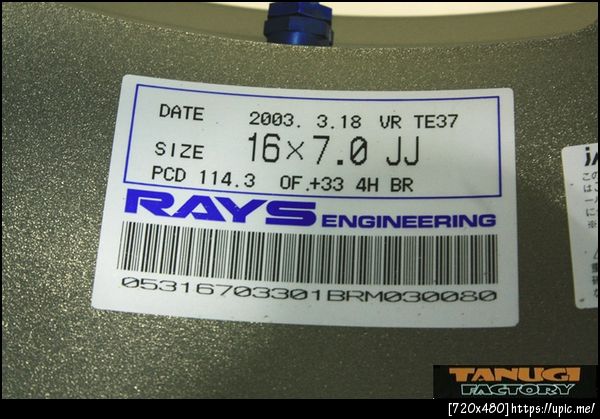 DATE 2003. 3.18 VR TE37
SIZE 16×7.0 JJ
PCD 114.3 OF.+33 4H BR
RAYS ENGINEERING
05316703301BRM030080
TANUGI
FACTORY
[720x480]https://upic.me/